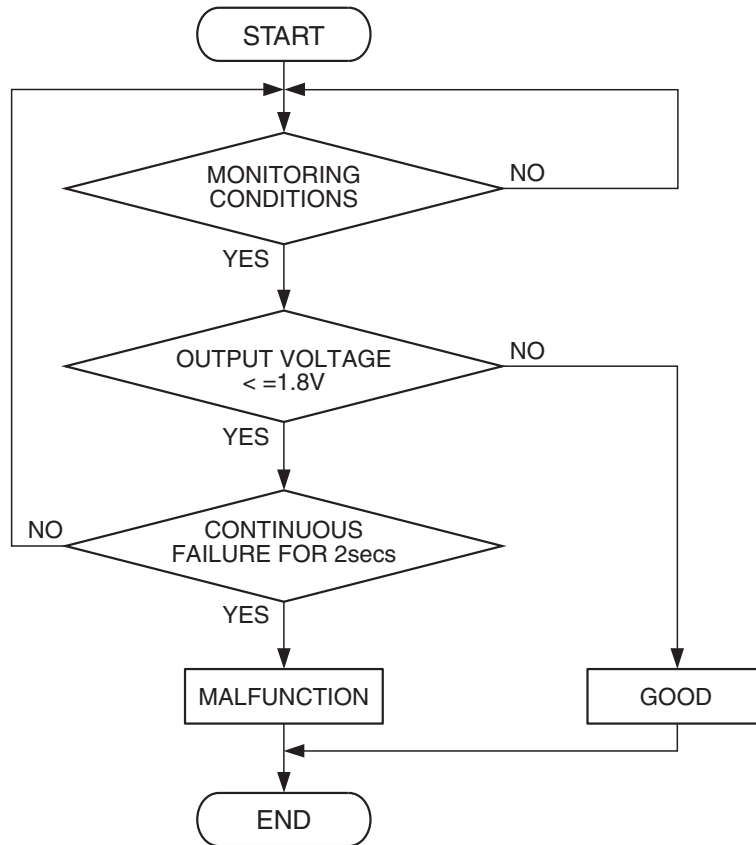 START
MONITORING
CONDITIONS
NO
YES
OUTPUT VOLTAGE
< =1.8V
NO
YES
CONTINUOUS
FAILURE FOR 2secs
NO
YES
MALFUNCTION
GOOD
END